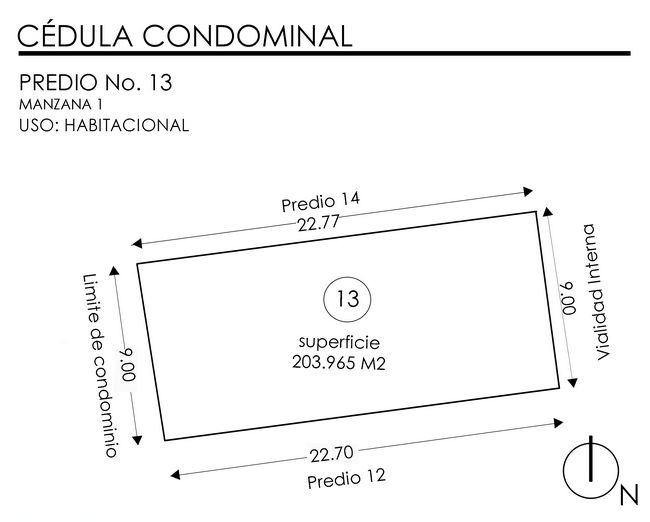 CÉDULA CONDOMINAL
PREDIO No. 13
MANZANA 1
USO: HABITACIONAL
Predio 14
22.77
Limite de condominio
9.00
13
superficie
203.965 M2
9.00
Vialidad Interna
22.70
Predio 12
N